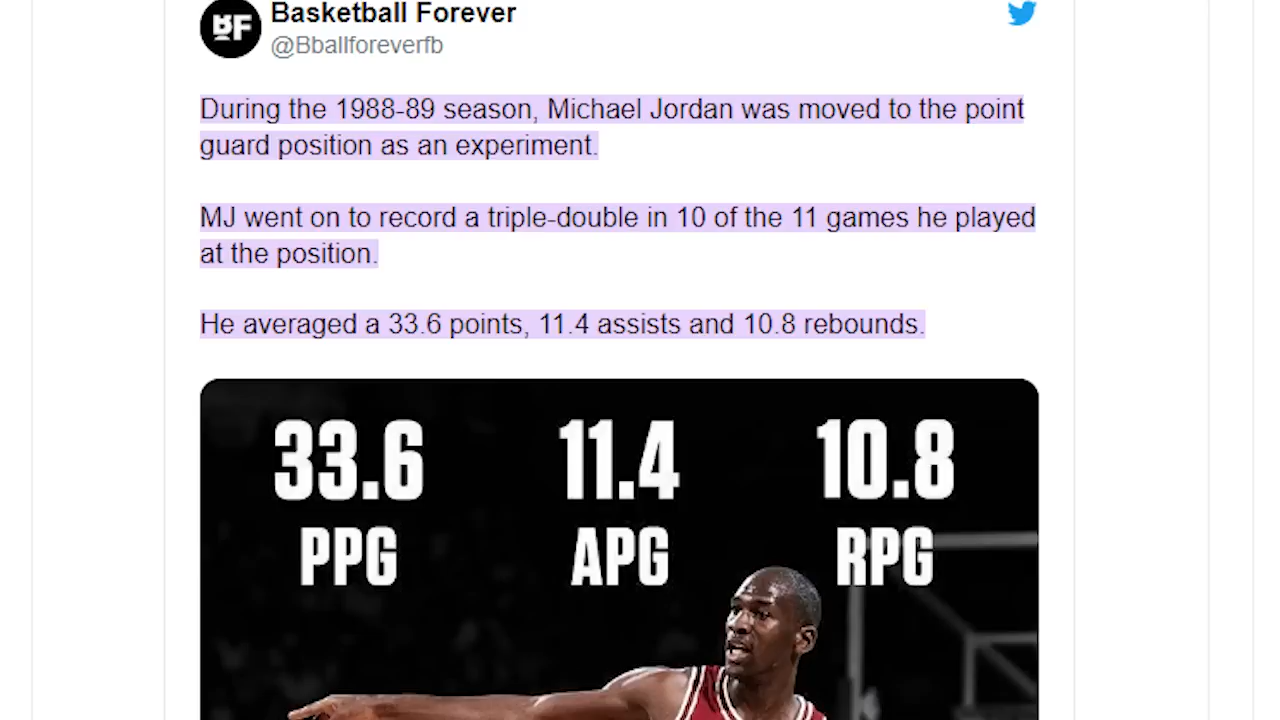 BF Basketball Forever
@Bballforeverfb
During the 1988-89 season, Michael Jordan was moved to the point
guard position as an experiment.
MJ went on to record a triple-double in 10 of the 11 games he played
at the position.
He averaged a 33.6 points, 11.4 assists and 10.8 rebounds.
33.6 11.4 10.8
PPG APG RPG